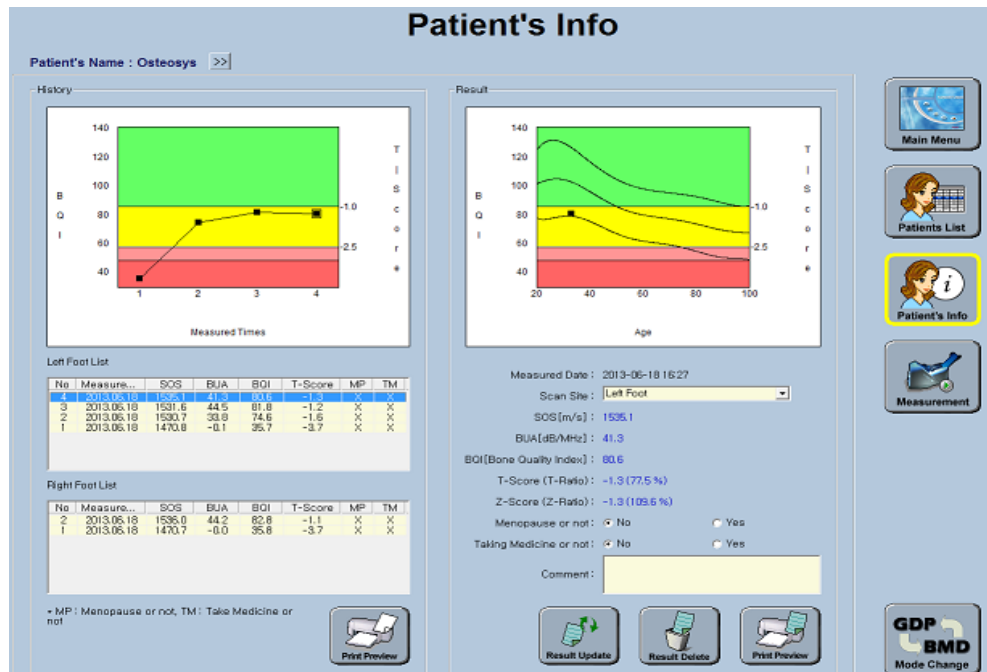 Patient's Info
Patient's Name : Osteosys >>
History
140
120
100
80
60
40
B Q I
T | S c o r e
-1.0
-2.5
1 2 3 4
Measured Times
Left Foot List
No Measure... SOS BUA BQI T-Score MP TM
4 2013.06.18 1535.1 41.3 80.6 -1.3 X X
3 2013.06.18 1531.6 44.5 81.8 -1.2 X X
2 2013.06.18 1530.7 33.8 74.6 -1.6 X X
1 2013.06.18 1470.8 -0.1 35.7 -3.7 X X
Right Foot List
No Measure... SOS BUA BQI T-Score MP TM
2 2013.06.18 1536.0 44.2 82.8 -1.1 X X
1 2013.06.18 1470.7 -0.0 35.8 -3.7 X X
* MP : Menopause or not, TM : Take Medicine or
not
Print Preview
Result
140
120
100
80
60
40
B Q I
T | S c o r e
-1.0
-2.5
20 40 60 80 100
Age
Measured Date : 2013-06-18 16:27
Scan Site : Left Foot
SOS[m/s] : 1535.1
BUA[dB/MHz] : 41.3
BQI[Bone Quality Index] : 80.6
T-Score (T-Ratio) : -1.3 (77.5 %)
Z-Score (Z-Ratio) : -1.3 (109.6 %)
Menopause or not : No Yes
Taking Medicine or not : No Yes
Comment :
Result Update
Result Delete
Print Preview
Main Menu
Patients List
i
Patient's Info
Measurement
GDP
BMD
Mode Change